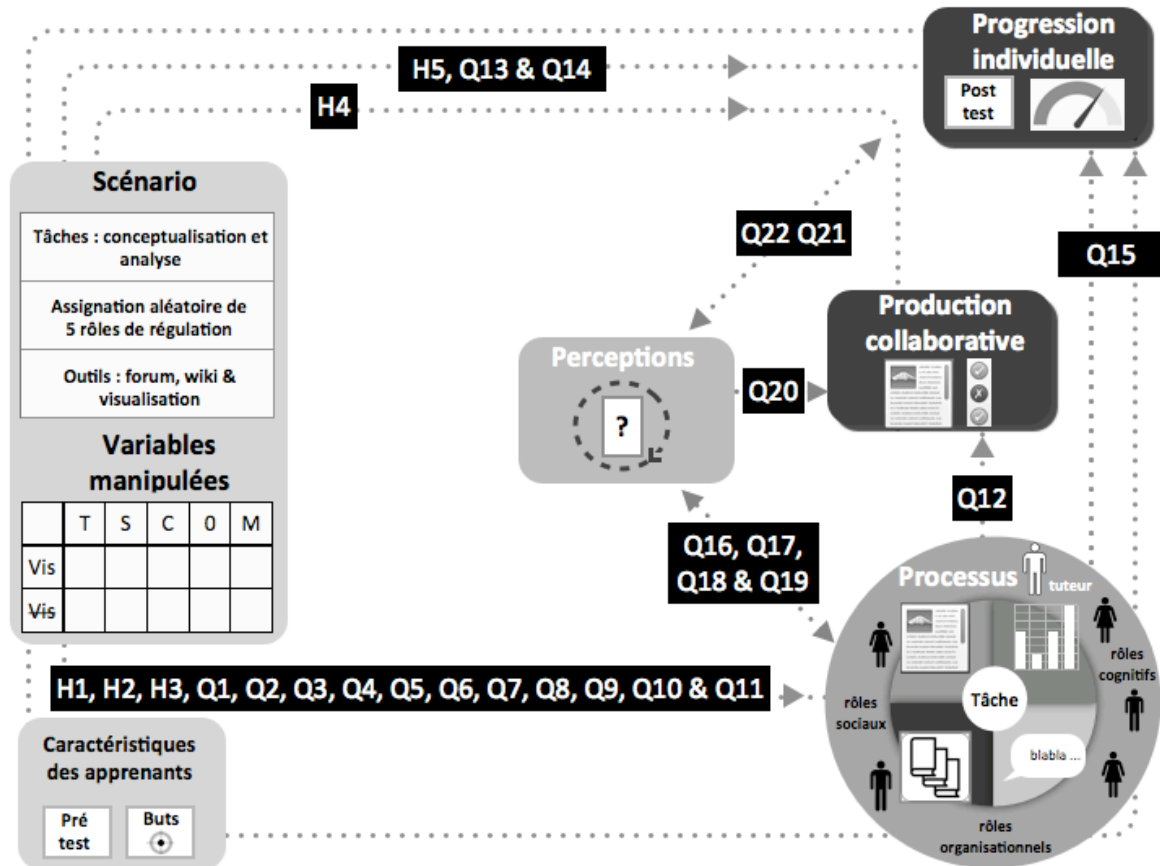 Progression
individuelle
Post
test
H5, Q13 & Q14
H4
Scénario
Tâches : conceptualisation et
analyse
Assignation aléatoire de
5 rôles de régulation
Outils : forum, wiki &
visualisation
Variables
manipulées
T S C 0 M
Vis
Vis
Q22 Q21
Q15
Production
collaborative
Perceptions
?
Q20
Q12
Q16, Q17,
Q18 & Q19
Processus
tuteur
rôles
cognitifs
rôles
sociaux
Tâche
blabla ...
rôles
organisationnels
H1, H2, H3, Q1, Q2, Q3, Q4, Q5, Q6, Q7, Q8, Q9, Q10 & Q11
Caractéristiques
des apprenants
Pré
test
Buts